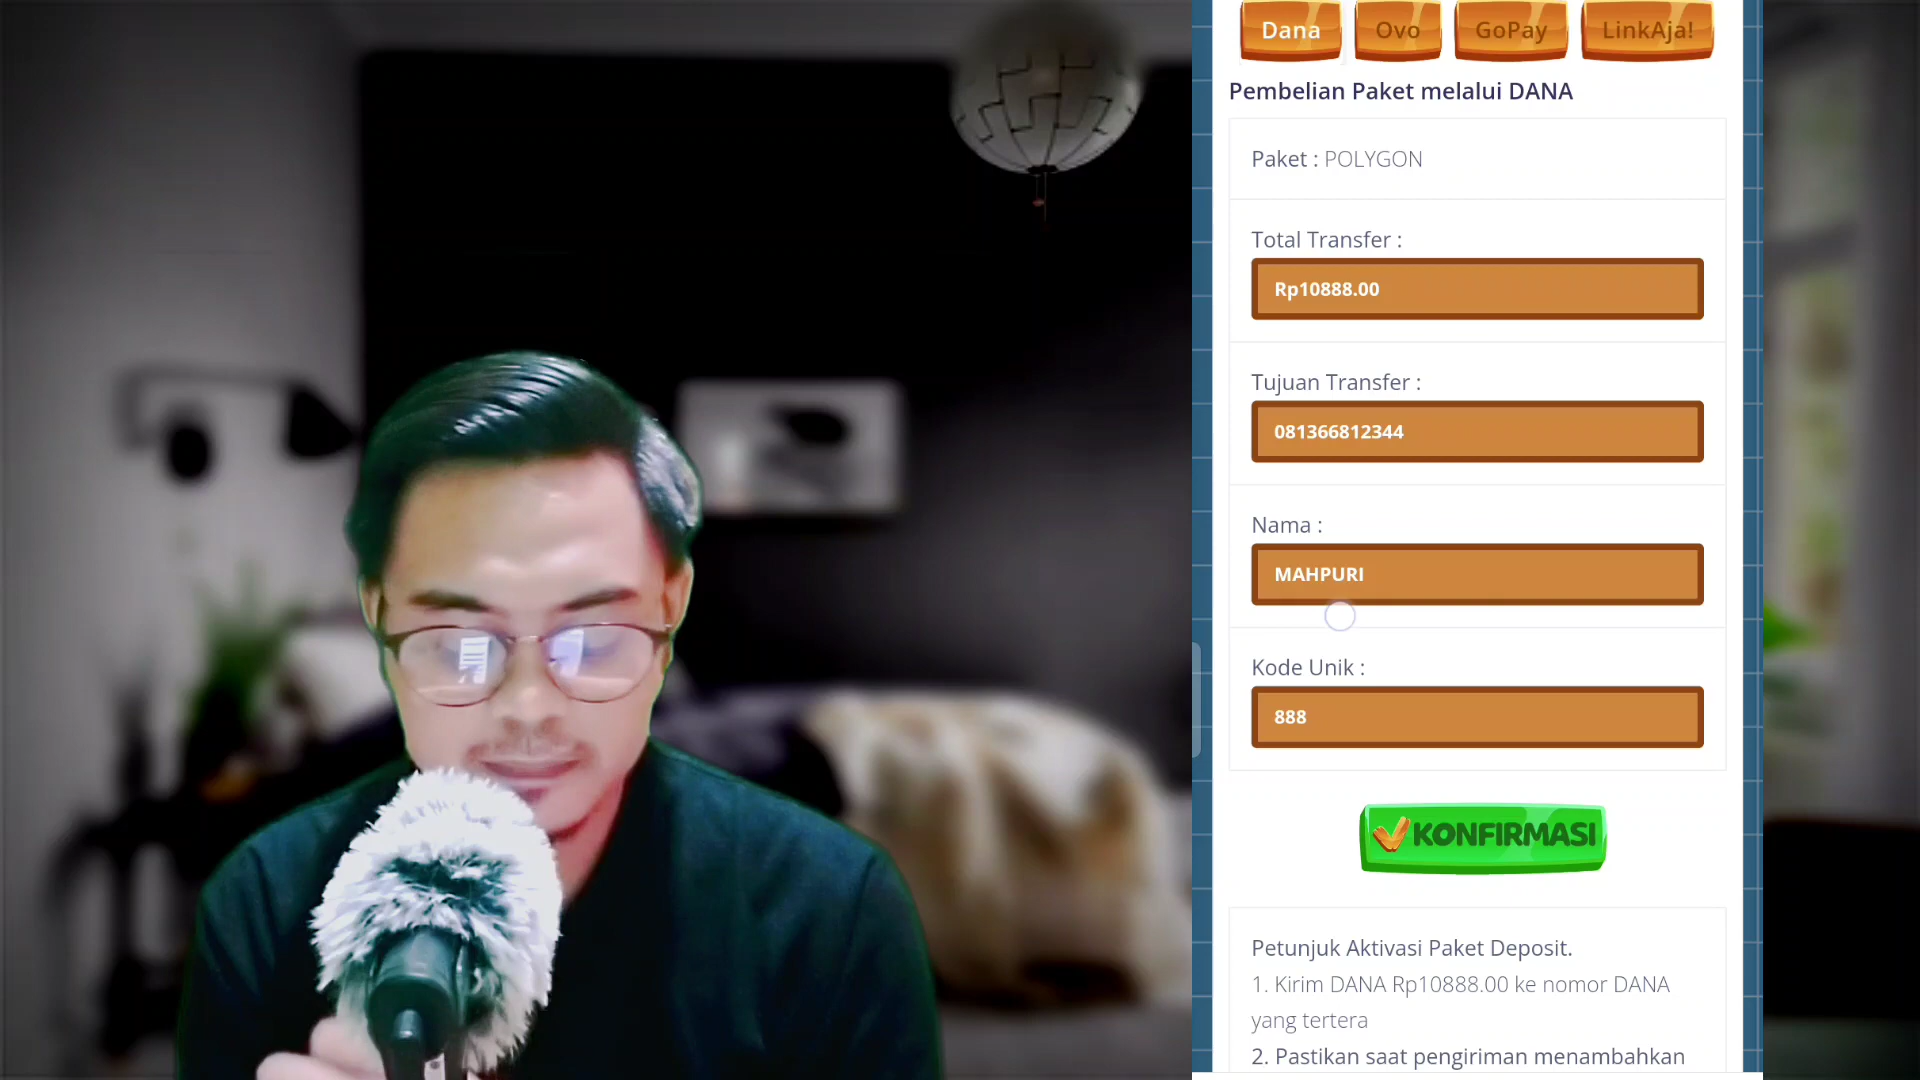 Dana
Ovo
GoPay
LinkAja!
Pembelian Paket melalui DANA
Paket : POLYGON
Total Transfer :
Rp10888.00
Tujuan Transfer :
081366812344
Nama :
MAHPURI
Kode Unik :
888
KONFIRMASI
Petunjuk Aktivasi Paket Deposit.
1. Kirim DANA Rp10888.00 ke nomor DANA
yang tertera
2. Pastikan saat pengiriman menambahkan